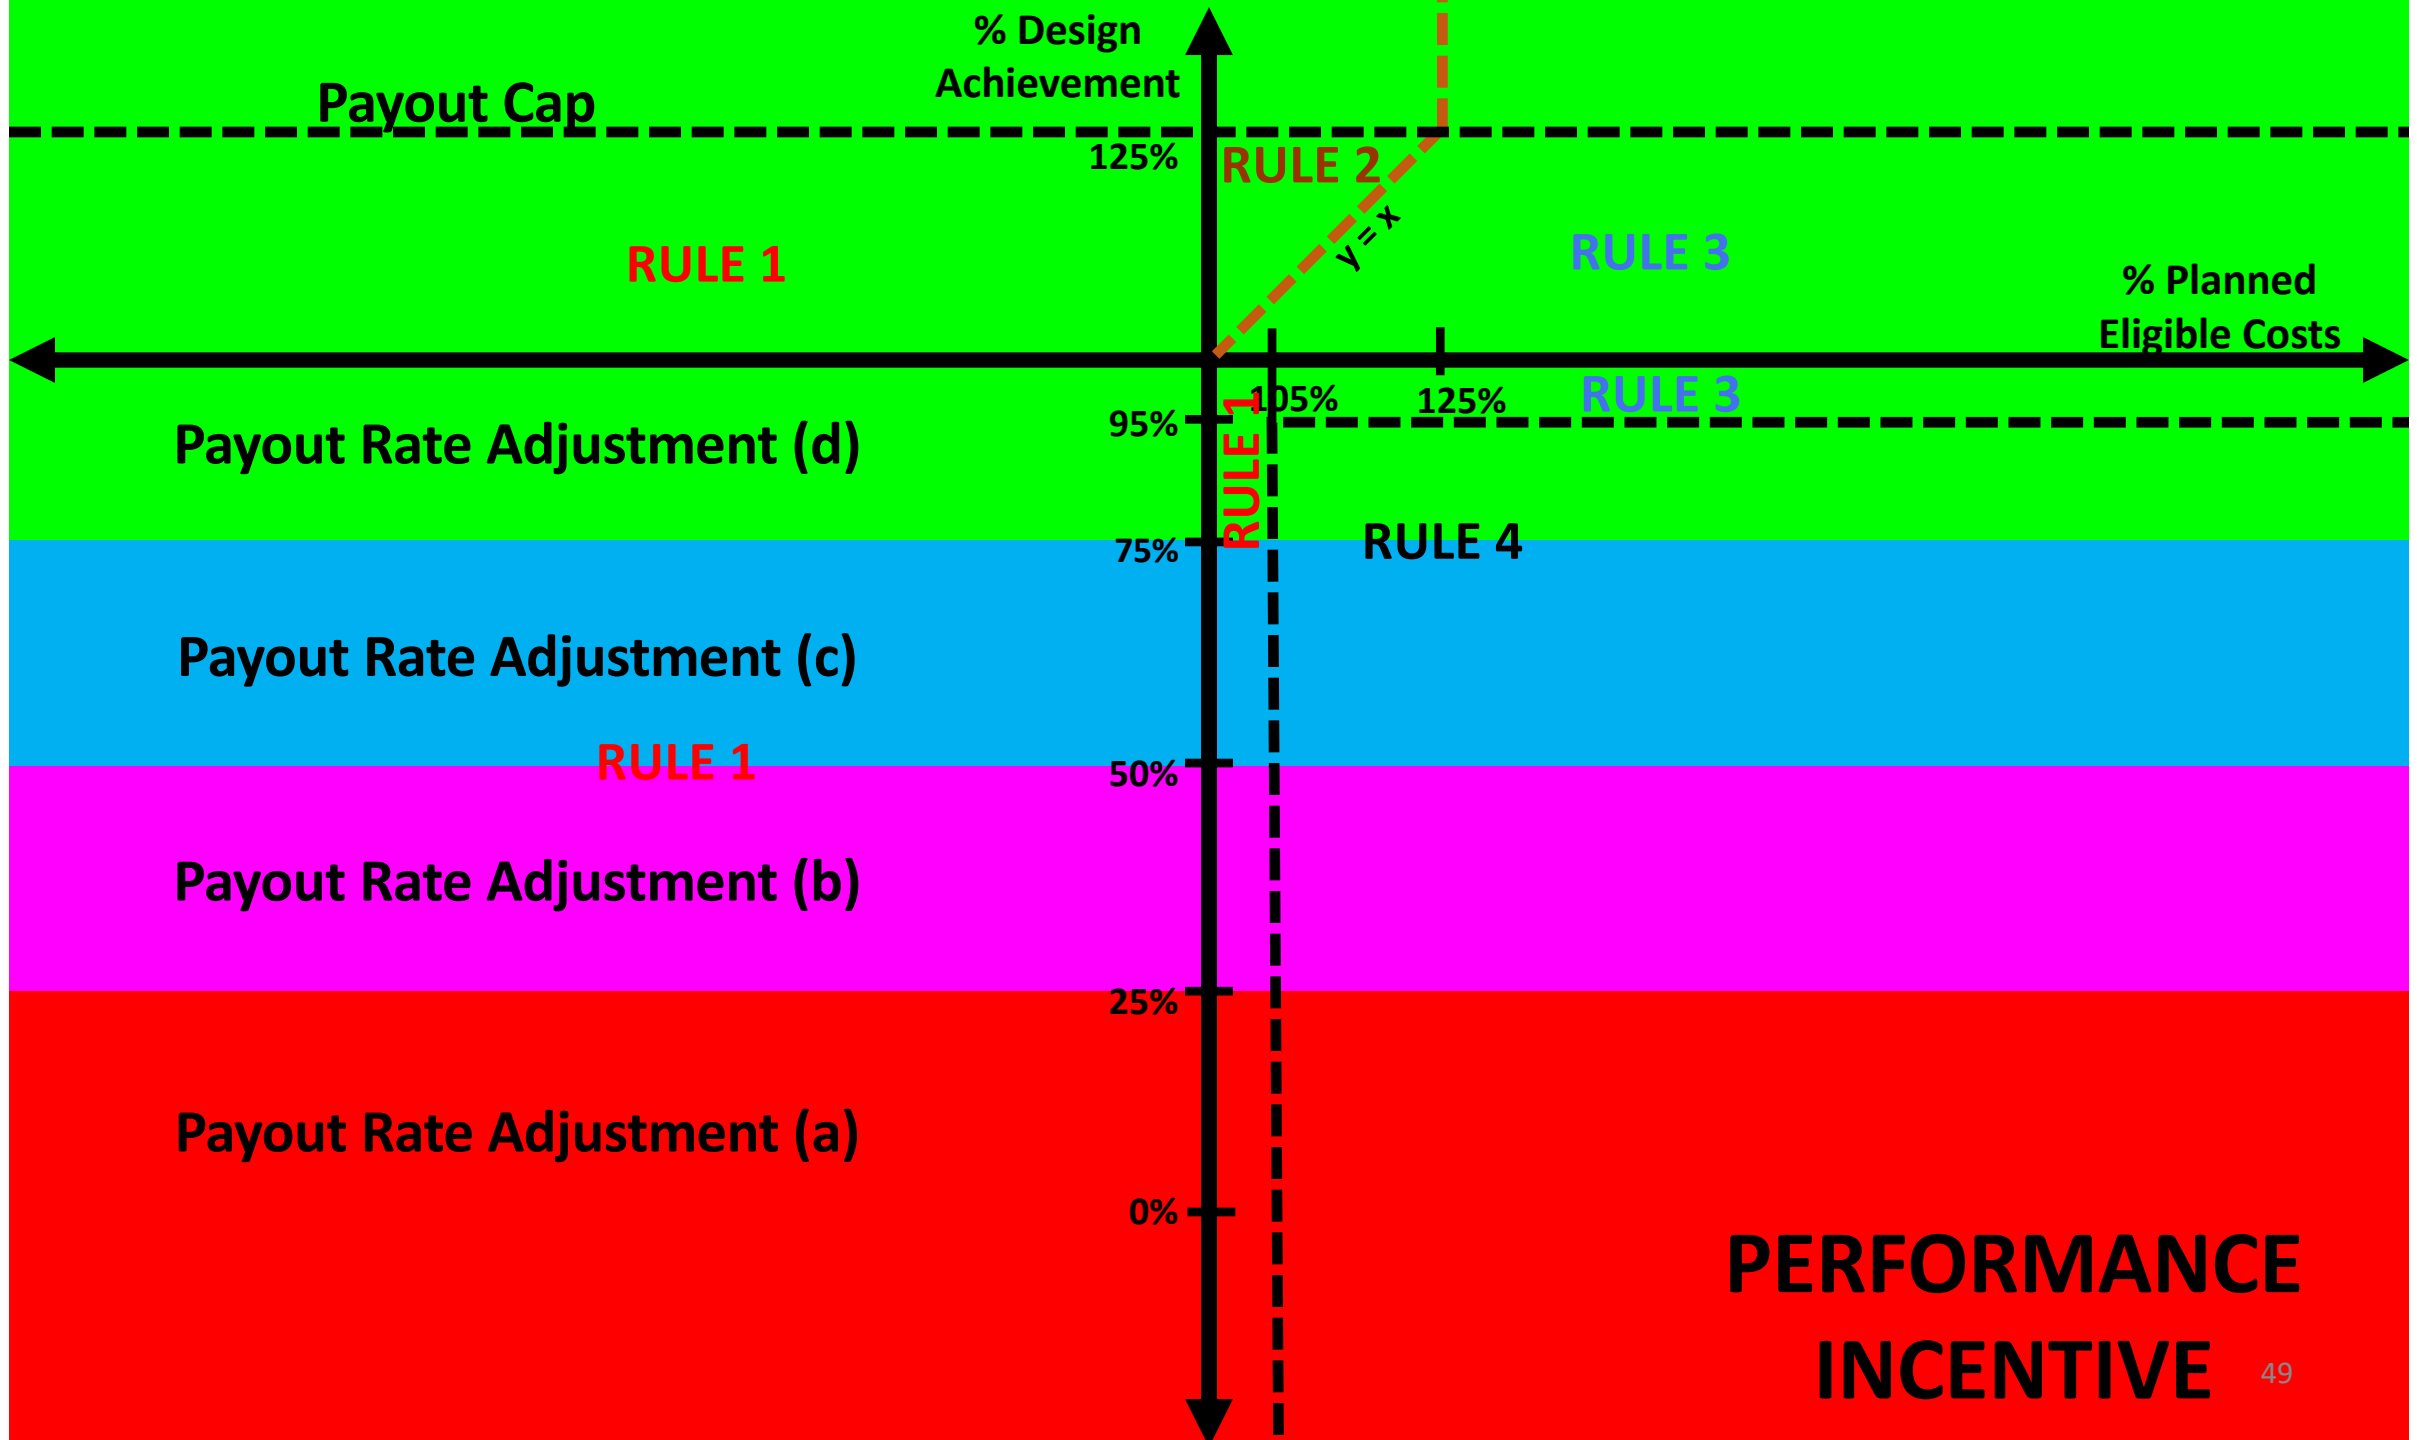 % Design
Achievement
Payout Cap
125%
RULE 2
y = x
RULE 1
RULE 3
% Planned
Eligible Costs
105%
125%
RULE 3
95%
Payout Rate Adjustment (d)
RULE 1
75%
RULE 4
Payout Rate Adjustment (c)
RULE 1
50%
Payout Rate Adjustment (b)
25%
Payout Rate Adjustment (a)
0%
PERFORMANCE
INCENTIVE
49